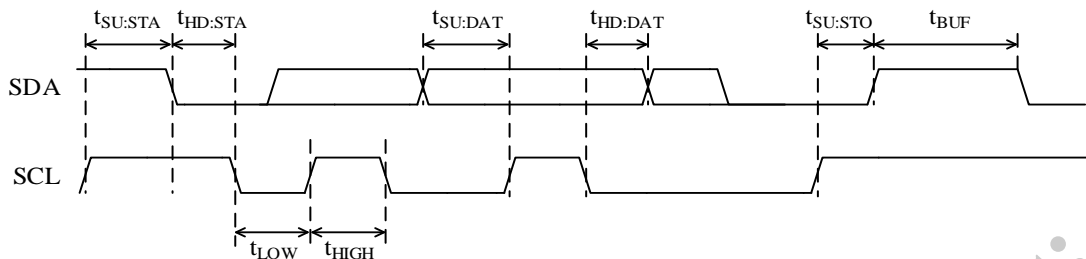 tSU:STA tHD:STA tSU:DAT tHD:DAT tSU:STO tBUF
SDA
SCL
tLOW tHIGH